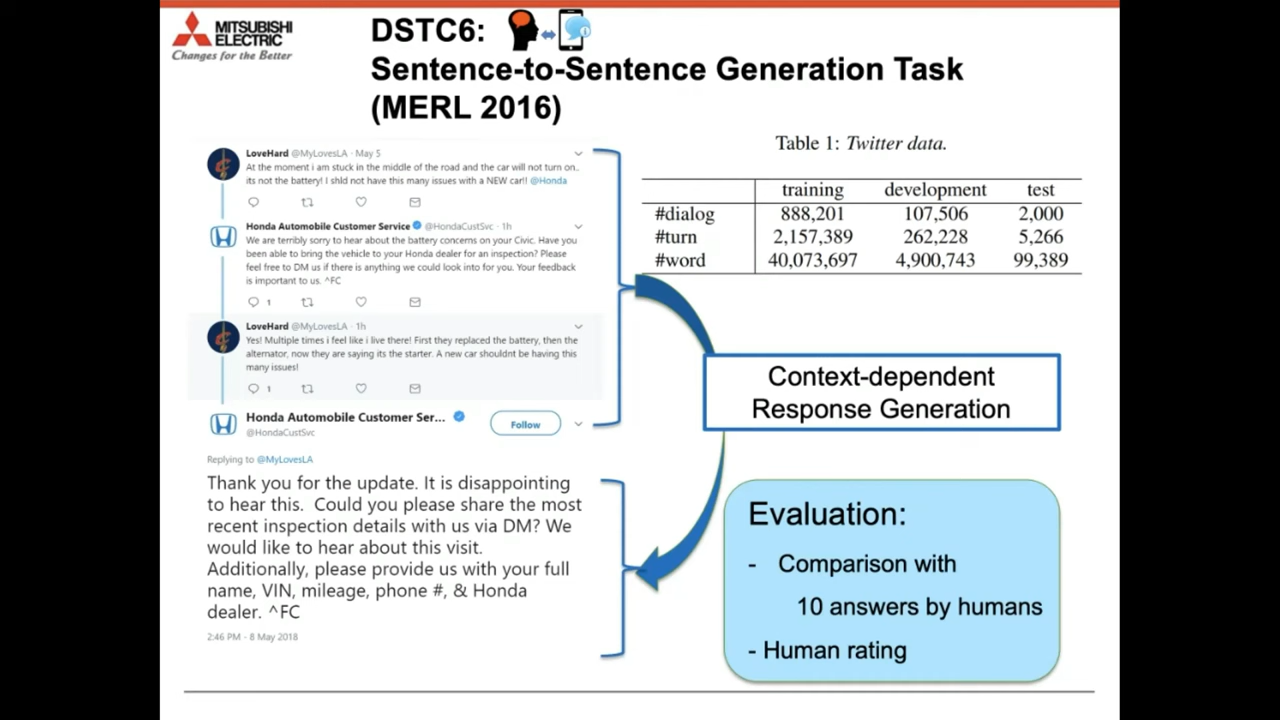 MITSUBISHI
ELECTRIC
Changes for the Better
DSTC6:
Sentence-to-Sentence Generation Task
(MERL 2016)
LoveHard @MyLovesLA · May 5
At the moment i am stuck in the middle of the road and the car will not turn on..
its not the battery! I shld not have this many issues with a NEW car!! @Honda
Honda Automobile Customer Service @HondaCustSvc · 1h
We are terribly sorry to hear about the battery concerns on your Civic. Have you
been able to bring the vehicle to your Honda dealer for an inspection? Please
feel free to DM us if there is anything we could look into for you. Your feedback
is important to us. ^FC
1
LoveHard @MyLovesLA · 1h
Yes! Multiple times i feel like i live there! First they replaced the battery, then the
alternator, now they are saying its the starter. A new car shouldnt be having this
many issues!
1
Honda Automobile Customer Ser...
@HondaCustSvc
Follow
Replying to @MyLovesLA
Thank you for the update. It is disappointing
to hear this. Could you please share the most
recent inspection details with us via DM? We
would like to hear about this visit.
Additionally, please provide us with your full
name, VIN, mileage, phone #, & Honda
dealer. ^FC
2:46 PM - 8 May 2018
Table 1: Twitter data.
training development test
#dialog 888,201 107,506 2,000
#turn 2,157,389 262,228 5,266
#word 40,073,697 4,900,743 99,389
Context-dependent
Response Generation
Evaluation:
- Comparison with
10 answers by humans
- Human rating